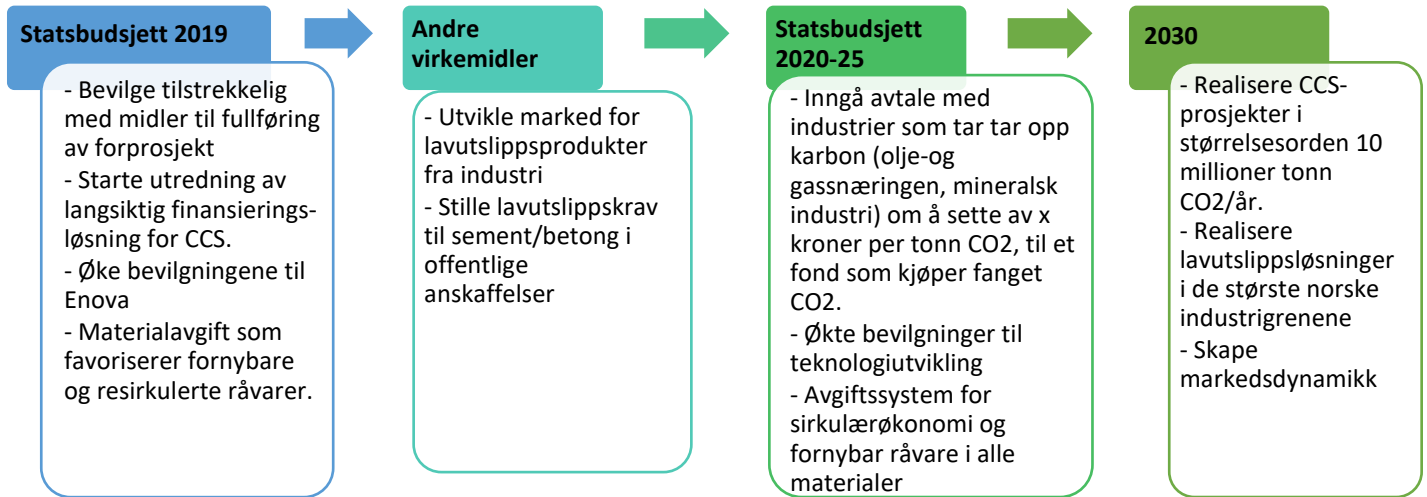 Statsbudsjett 2019
- Bevilge tilstrekkelig
med midler til fullføring
av forprosjekt
- Starte utredning av
langsiktig finansierings-
løsning for CCS.
- Øke bevilgningene til
Enova
- Materialavgift som
favoriserer fornybare
og resirkulerte råvarer.
Andre
virkemidler
- Utvikle marked for
lavutslippsprodukter
fra industri
- Stille lavutslippskrav
til sement/betong i
offentlige
anskaffelser
Statsbudsjett
2020-25
- Inngå avtale med
industrier som tar tar opp
karbon (olje-og
gassnæringen, mineralsk
industri) om å sette av x
kroner per tonn CO2, til et
fond som kjøper fanget
CO2.
- Økte bevilgninger til
teknologiutvikling
- Avgiftssystem for
sirkulærøkonomi og
fornybar råvare i alle
materialer
2030
- Realisere CCS-
prosjekter i
størrelsesorden 10
millioner tonn
CO2/år.
- Realisere
lavutslippsløsninger
i de største norske
industrigrenene
- Skape
markedsdynamikk